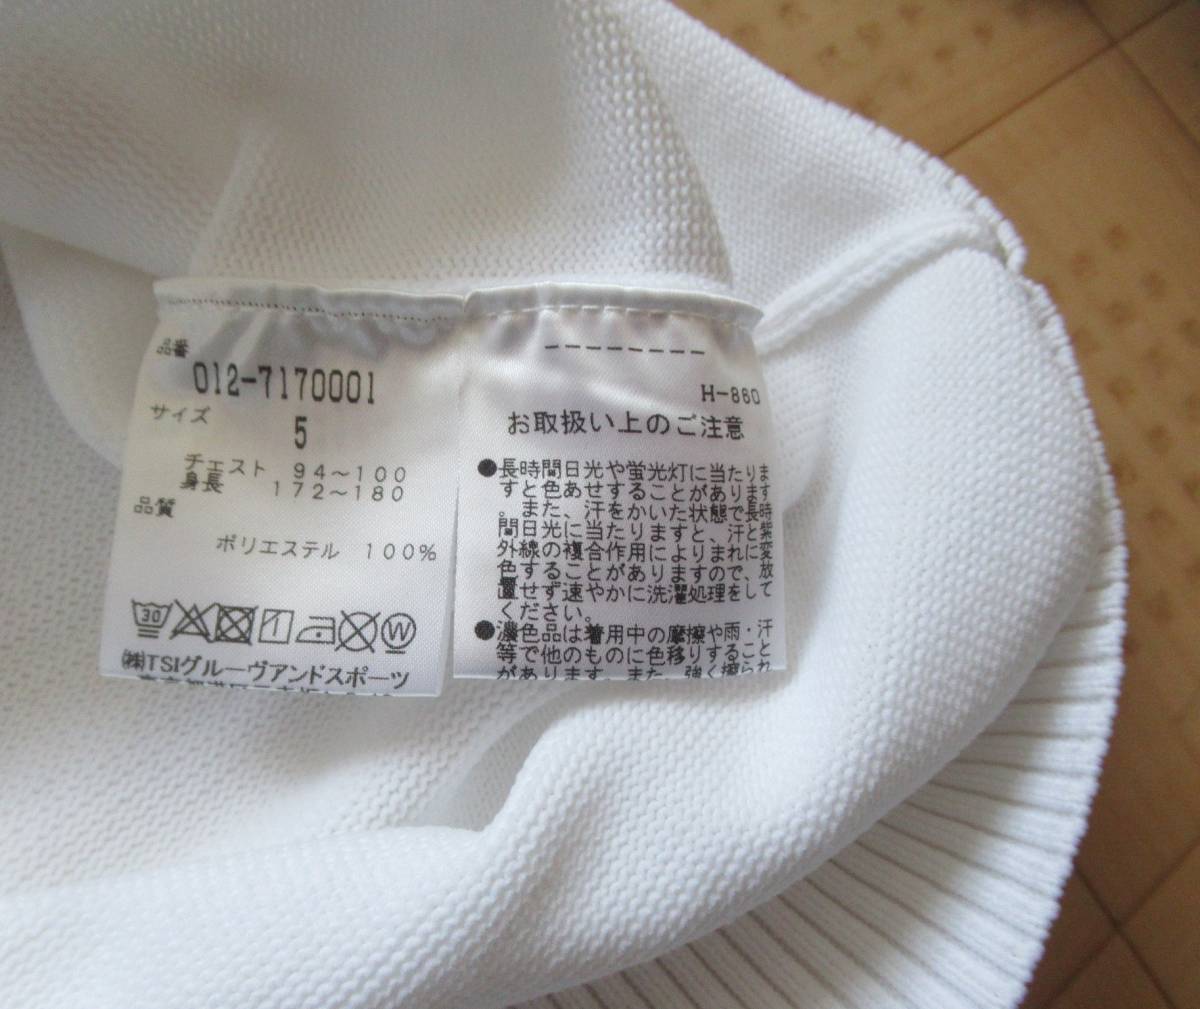 品番
012-7170001
サイズ
5
チェスト 94~100
身長 172~180
品質
ポリエステル 100%
30
W
㈱TSIグルーヴアンドスポーツ
H-860
お取扱い上のご注意
●長時間日光や蛍光灯に当たりま
すと色あせすることがあります
。また、汗をかいた状態で長時
間日光に当たりますと、汗と紫
外線の複合作用によりまれに変
色することがありますので、放
置せず速やかに洗濯処理をして
ください。
●濃色品は着用中の摩擦や雨・汗
等で他のものに色移りすること
があります。また、強く擦られ